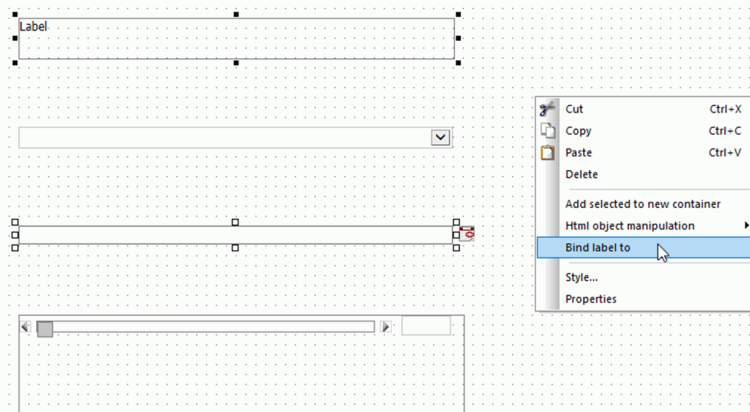 Label
Cut Ctrl+X
Copy Ctrl+C
Paste Ctrl+V
Delete
Add selected to new container
Html object manipulation
Bind label to
Style...
Properties